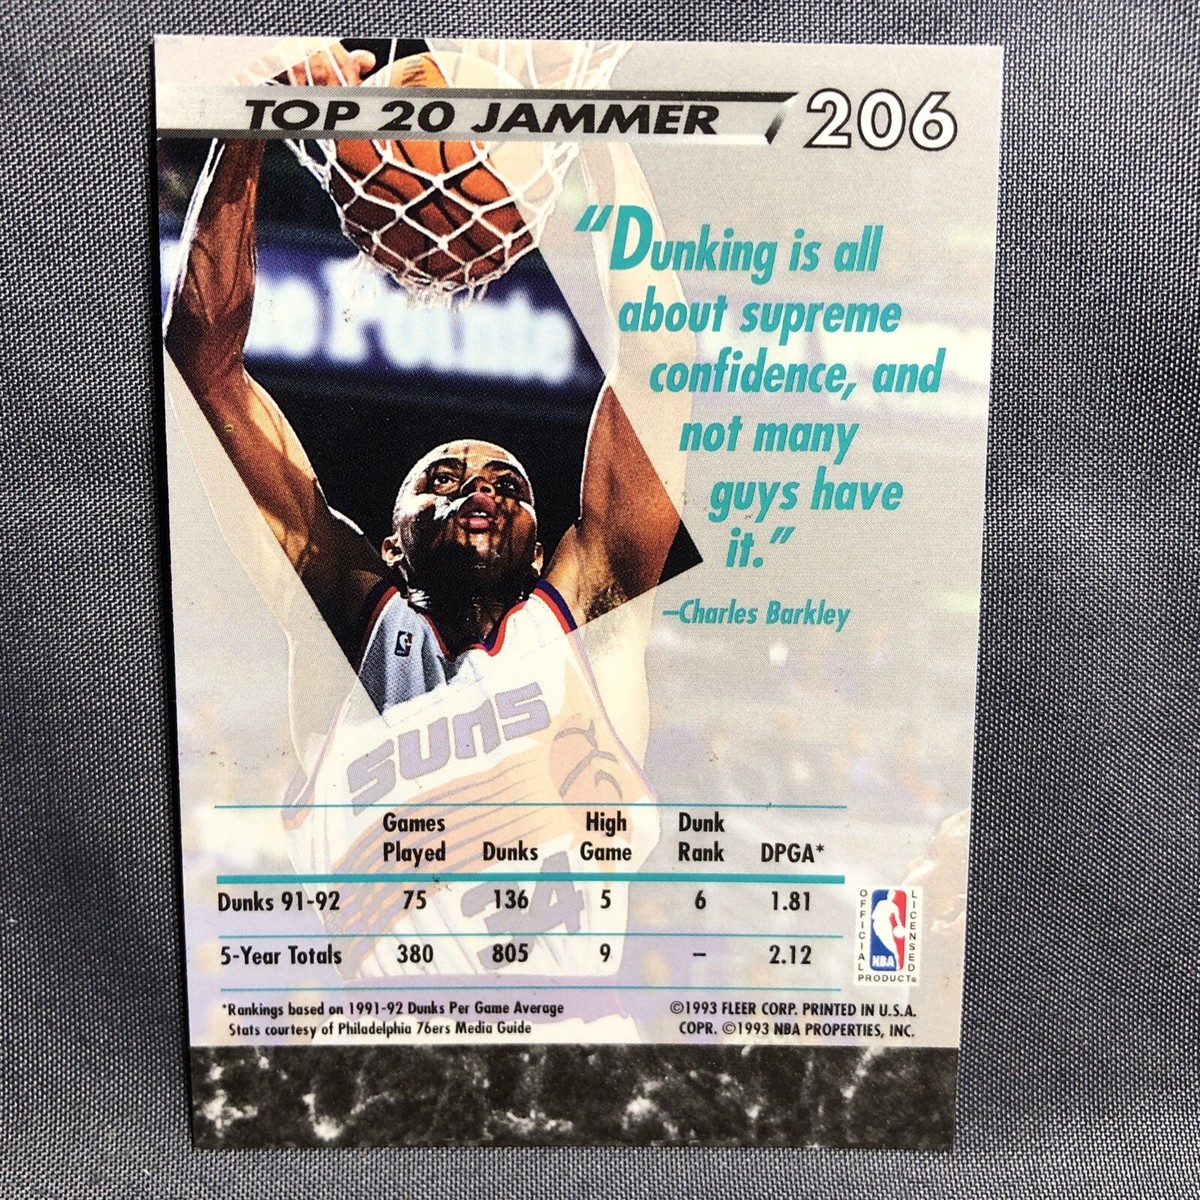 TOP 20 JAMMER 206
“Dunking is all
about supreme
confidence, and
not many
guys have
it.”
–Charles Barkley
SUNS
34
Games Played Dunks High Game Dunk Rank DPGA*
Dunks 91-92 75 136 5 6 1.81
5-Year Totals 380 805 9 – 2.12
OFFICIAL LICENSED
NBA
PRODUCT®
*Rankings based on 1991-92 Dunks Per Game Average
Stats courtesy of Philadelphia 76ers Media Guide
©1993 FLEER CORP. PRINTED IN U.S.A.
COPR. ©1993 NBA PROPERTIES, INC.